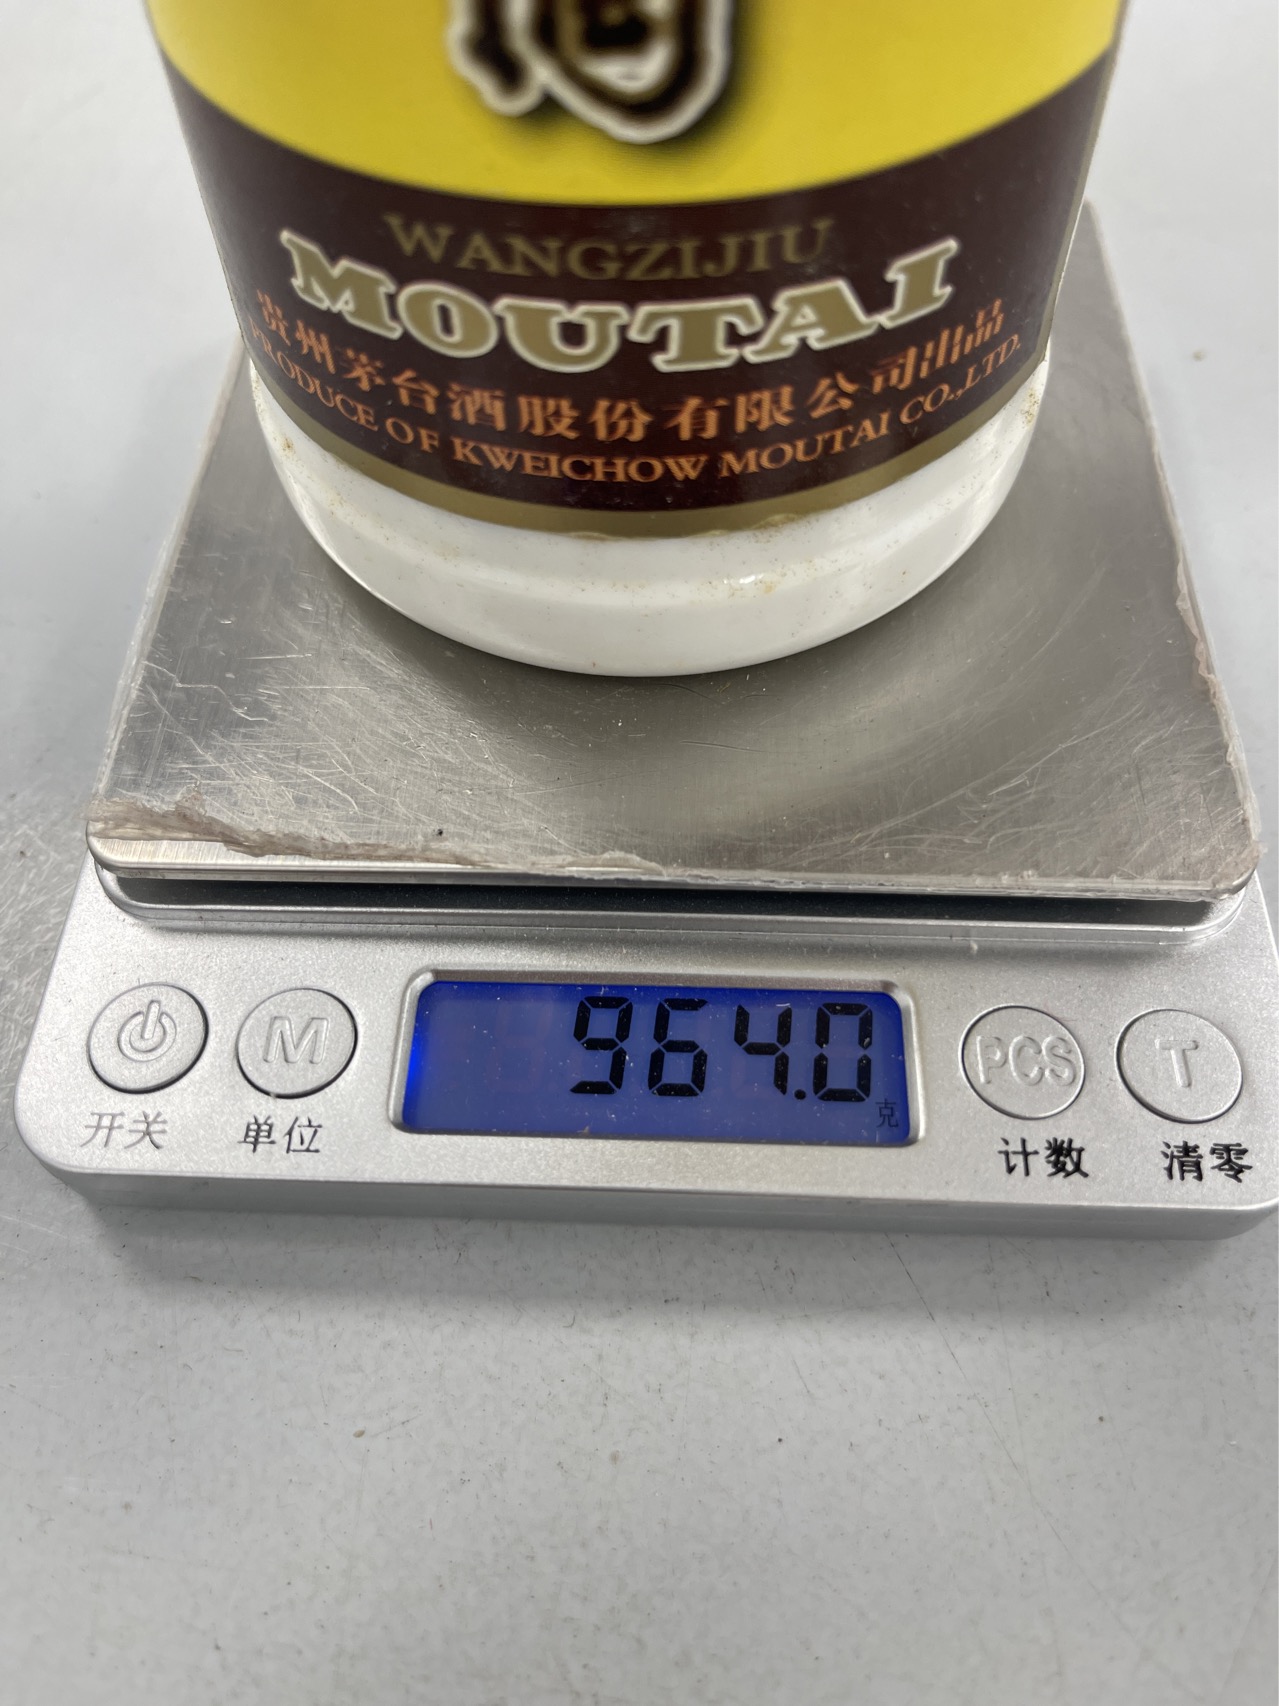 WANGZIJIU
MOUTAI
贵州茅台酒股份有限公司出品
PRODUCE OF KWEICHOW MOUTAI CO.,LTD.
964.0
克
M
PCS
T
开关
单位
计数
清零